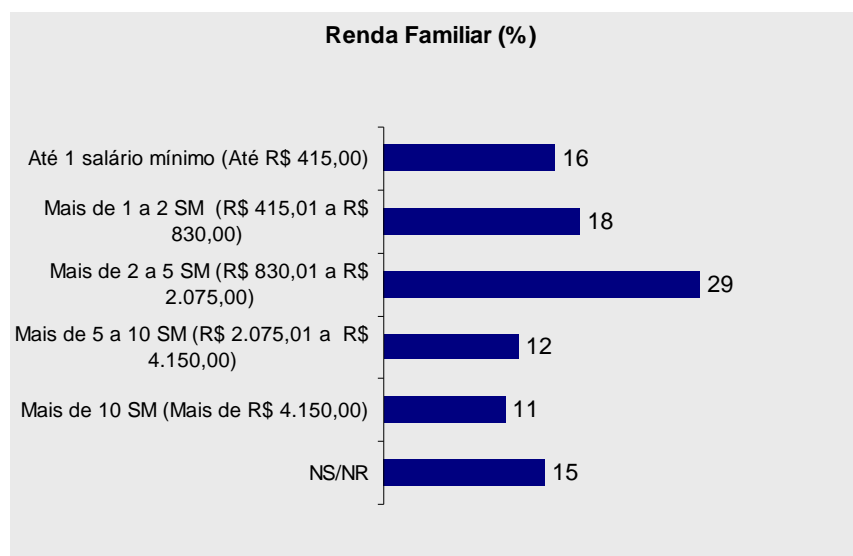 Renda Familiar (%)
Até 1 salário mínimo (Até R$ 415,00)
16
Mais de 1 a 2 SM (R$ 415,01 a R$
830,00)
18
Mais de 2 a 5 SM (R$ 830,01 a R$
2.075,00)
29
Mais de 5 a 10 SM (R$ 2.075,01 a R$
4.150,00)
12
Mais de 10 SM (Mais de R$ 4.150,00)
11
NS/NR
15